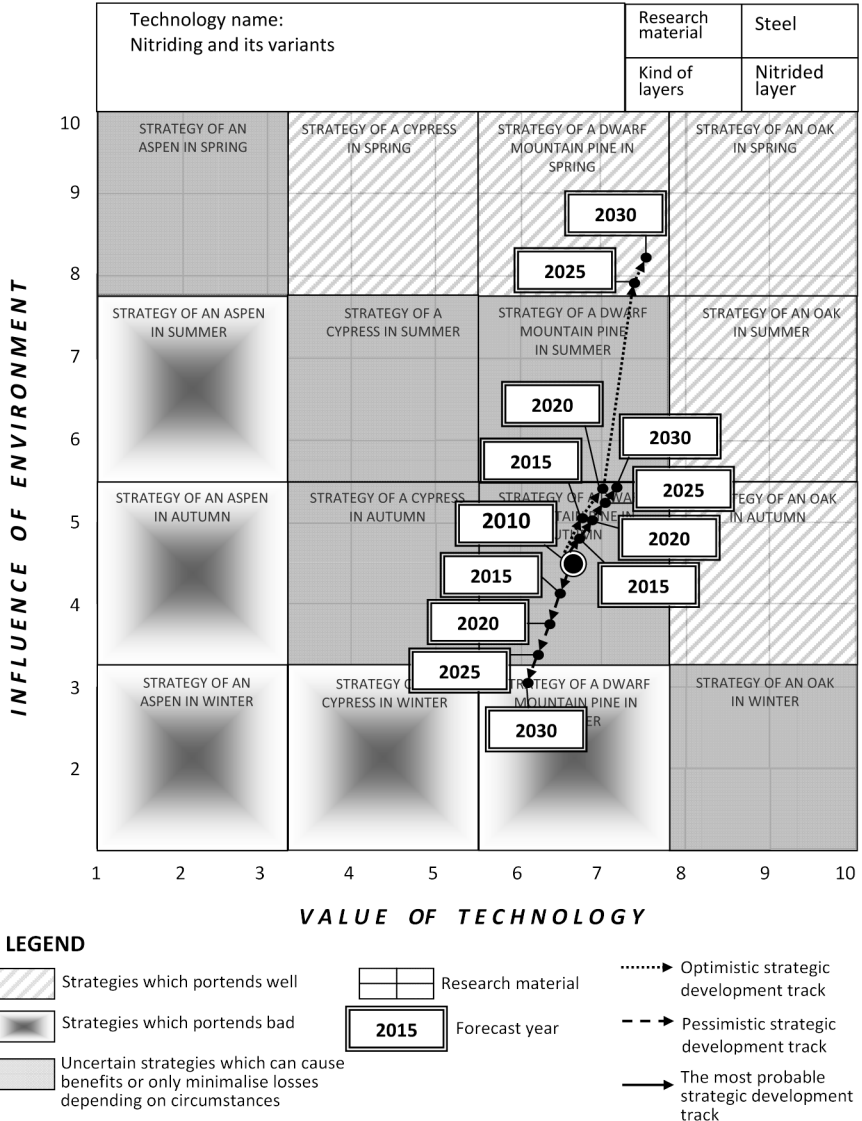 Technology name:
Nitriding and its variants
Research
material
Steel
Kind of
layers
Nitrided
layer
INFLUENCE OF ENVIRONMENT
10
9
8
7
6
5
4
3
2
STRATEGY OF AN
ASPEN IN SPRING
STRATEGY OF A CYPRESS
IN SPRING
STRATEGY OF A DWARF
MOUNTAIN PINE IN
SPRING
STRATEGY OF AN OAK
IN SPRING
2030
2025
STRATEGY OF AN ASPEN
IN SUMMER
STRATEGY OF A
CYPRESS IN SUMMER
STRATEGY OF A DWARF
MOUNTAIN PINE
IN SUMMER
STRATEGY OF AN OAK
IN SUMMER
2020
2030
2015
2025
STRATEGY OF AN ASPEN
IN AUTUMN
STRATEGY OF A CYPRESS
IN AUTUMN
STRATEGY OF A
PINE IN
OF AN OAK
IN AUTUMN
2010
2020
2015
2015
2020
2025
STRATEGY OF AN
ASPEN IN WINTER
STRATEGY
CYPRESS IN WINTER
OF A DWARF
MOUNTAIN PINE IN
STRATEGY OF AN OAK
IN WINTER
2030
1 2 3 4 5 6 7 8 9 10
VALUE OF TECHNOLOGY
LEGEND
Strategies which portends well
Strategies which portends bad
Uncertain strategies which can cause
benefits or only minimalise losses
depending on circumstances
Research material
2015
Forecast year
Optimistic strategic
development track
Pessimistic strategic
development track
The most probable
strategic development
track